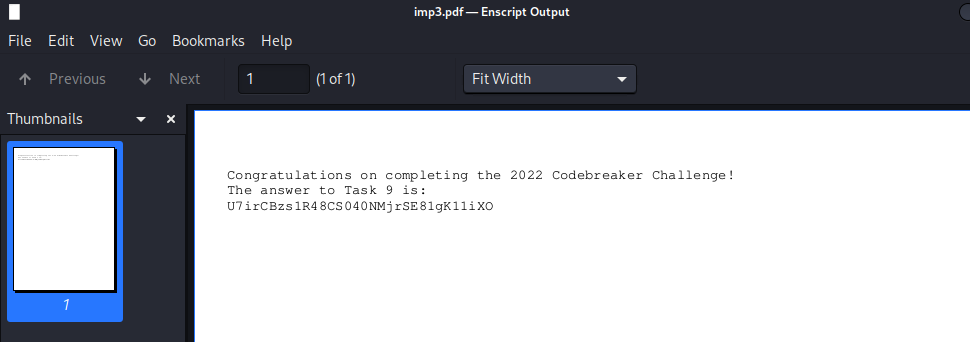 imp3.pdf — Enscript Output
File Edit View Go Bookmarks Help
Previous Next 1 (1 of 1) Fit Width
Thumbnails
1
Congratulations on completing the 2022 Codebreaker Challenge!
The answer to Task 9 is:
U7irCBzs1R48CS040NMjrSE81gK11iXO